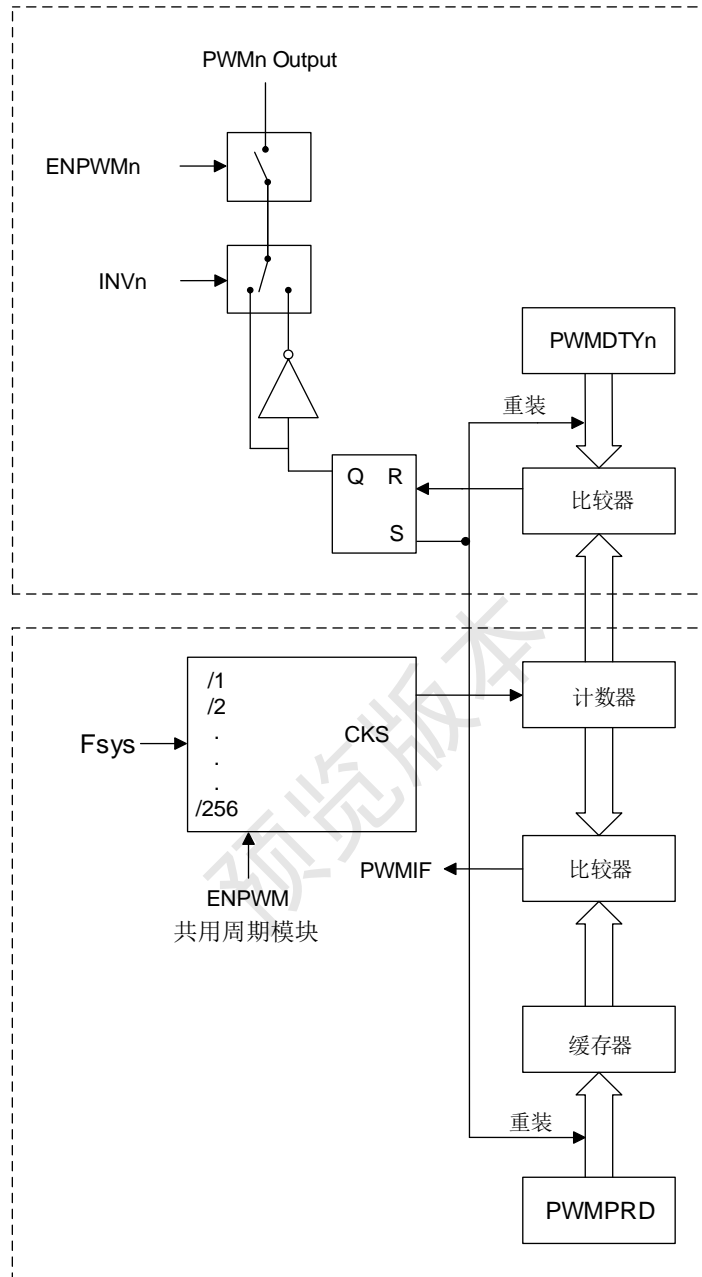 PWMn Output
ENPWMn
INVn
PWMDTYn
重装
Q R
比较器
S
/1
/2
.
.
.
/256
CKS
Fsys
计数器
PWMIF
比较器
ENPWM
共用周期模块
缓存器
重装
PWMPRD
预览版本